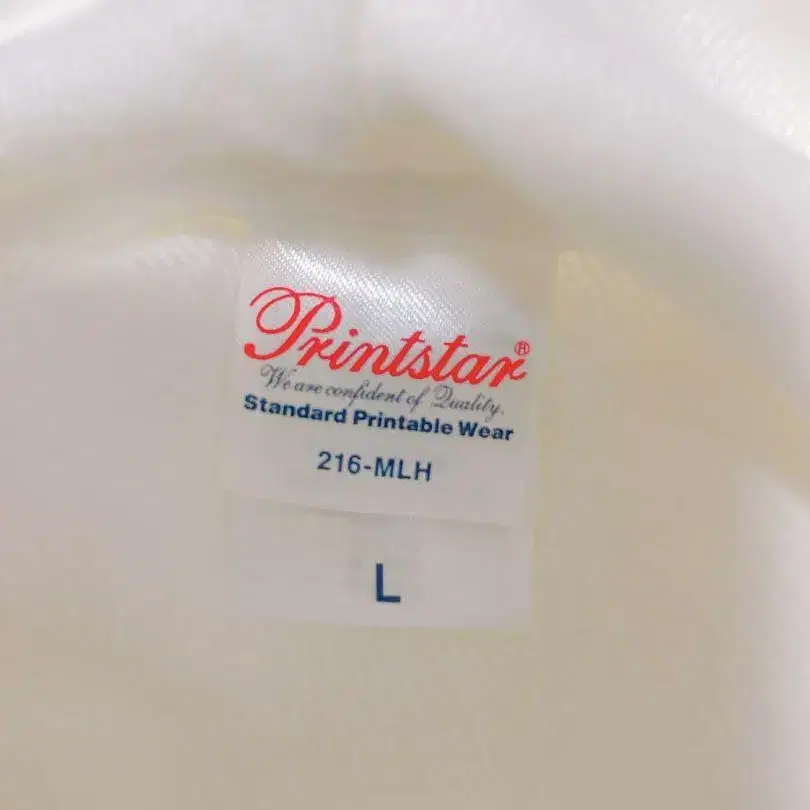 Printstar®
We are confident of Quality.
Standard Printable Wear
216-MLH
L